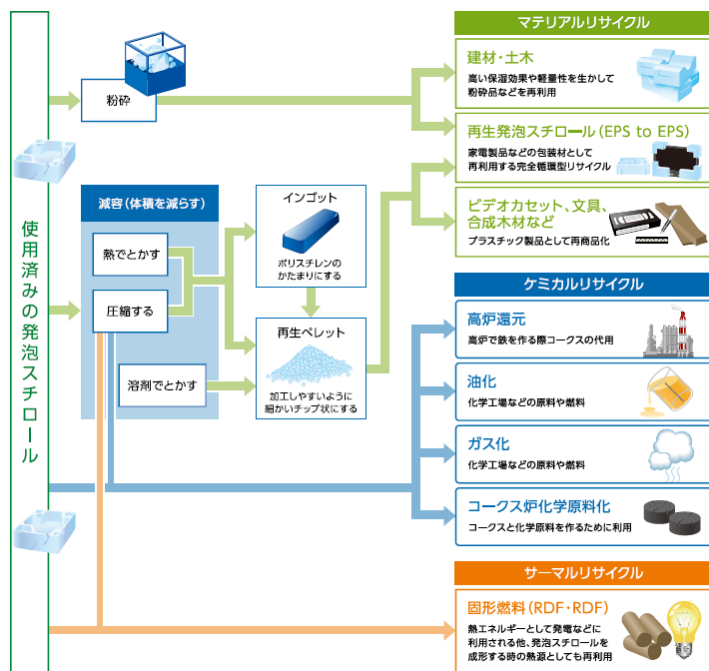 使用済みの発泡スチロール
粉砕
減容(体積を減らす)
熱でとかす
圧縮する
溶剤でとかす
インゴット
ポリスチレンの
かたまりにする
再生ペレット
加工しやすいように
細かいチップ状にする
マテリアルリサイクル
建材・土木
高い保湿効果や軽量性を生かして
粉砕品などを再利用
再生発泡スチロール(EPS to EPS)
家電製品などの包装材として
再利用する完全循環型リサイクル
ビデオカセット、文具、
合成木材など
プラスチック製品として再商品化
ケミカルリサイクル
高炉還元
高炉で鉄を作る際コークスの代用
油化
化学工場などの原料や燃料
ガス化
化学工場などの原料や燃料
コークス炉化学原料化
コークスと化学原料を作るために利用
サーマルリサイクル
固形燃料(RDF・RDF)
熱エネルギーとして発電などに
利用される他、発泡スチロールを
成形する時の熱源としても再利用